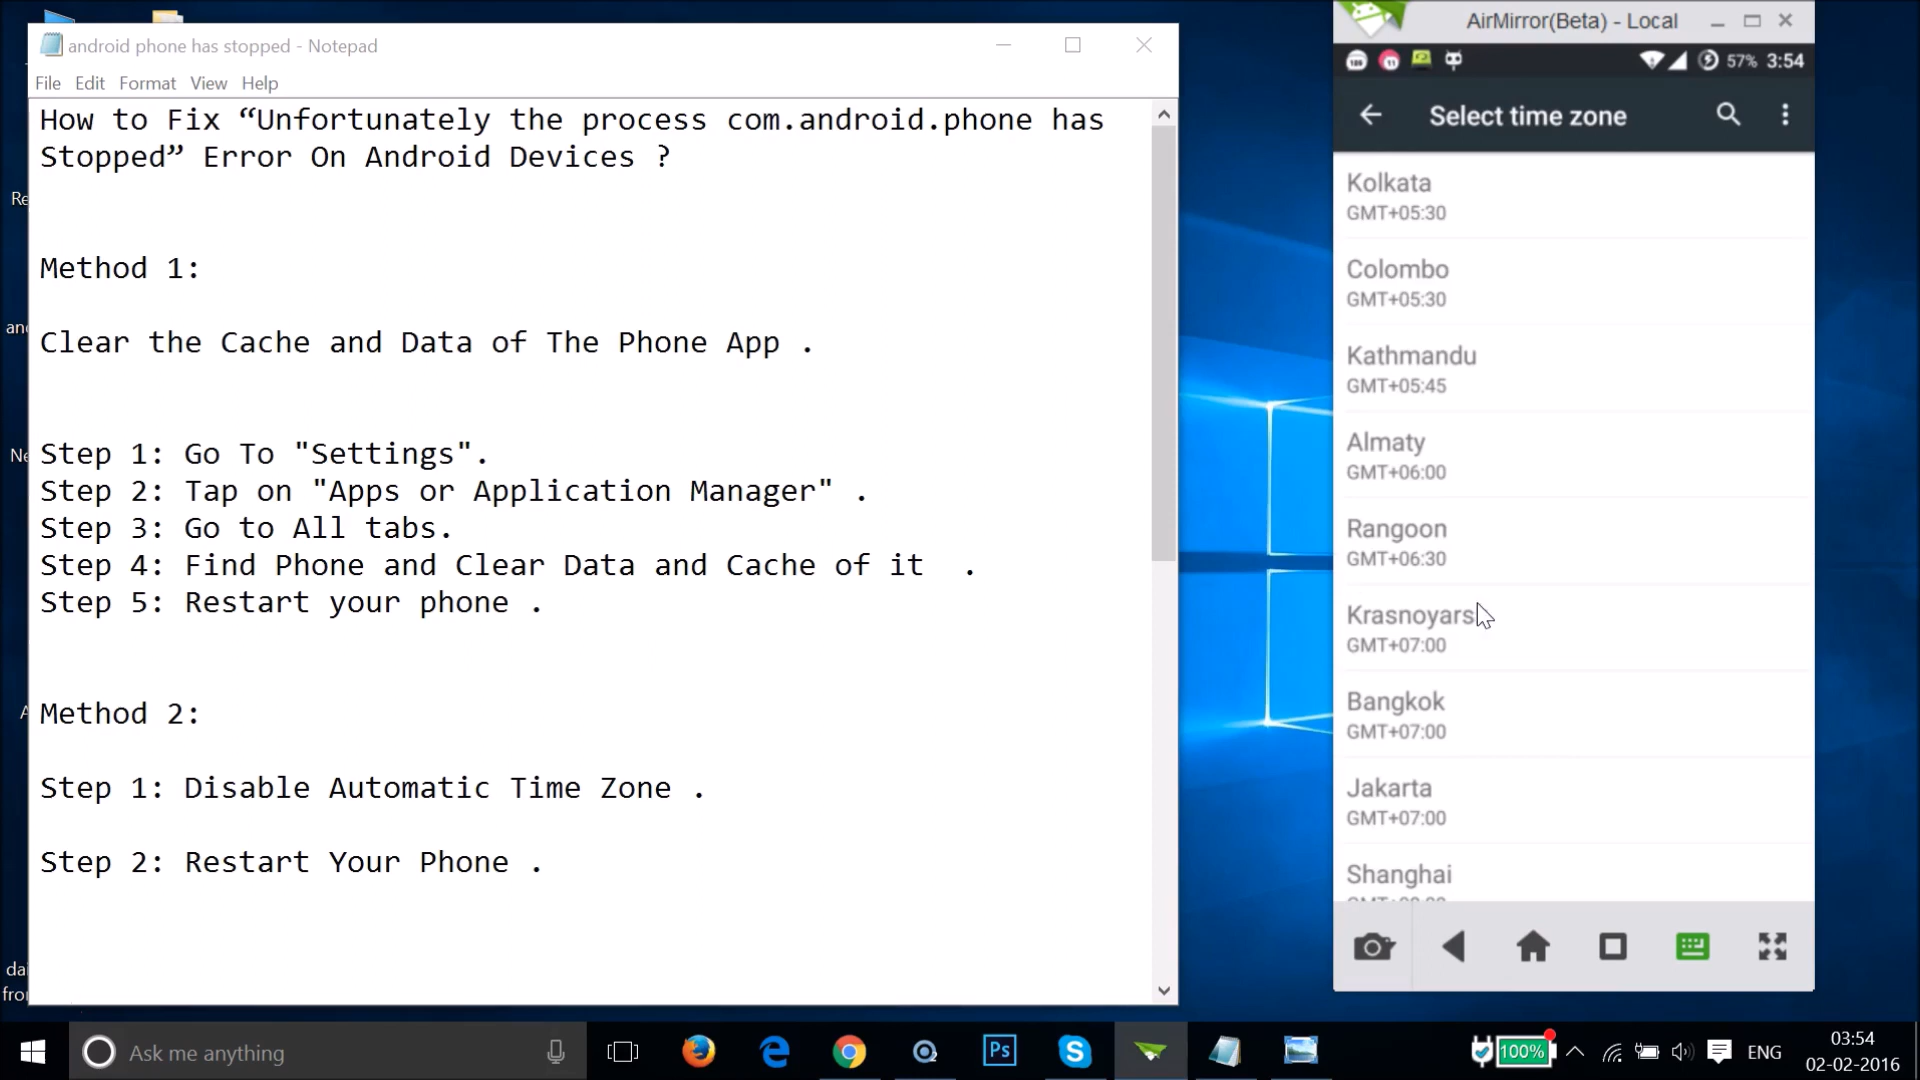 android phone has stopped - Notepad
File Edit Format View Help
How to Fix “Unfortunately the process com.android.phone has
Stopped” Error On Android Devices ?
Method 1:
Clear the Cache and Data of The Phone App .
Step 1: Go To "Settings".
Step 2: Tap on "Apps or Application Manager" .
Step 3: Go to All tabs.
Step 4: Find Phone and Clear Data and Cache of it  .
Step 5: Restart your phone .
Method 2:
Step 1: Disable Automatic Time Zone .
Step 2: Restart Your Phone .
AirMirror(Beta) - Local
57% 3:54
Select time zone
Kolkata
GMT+05:30
Colombo
GMT+05:30
Kathmandu
GMT+05:45
Almaty
GMT+06:00
Rangoon
GMT+06:30
Krasnoyars
GMT+07:00
Bangkok
GMT+07:00
Jakarta
GMT+07:00
Shanghai
Re
Ne
dai
Ask me anything
Ps
100%
ENG
03:54
02-02-2016